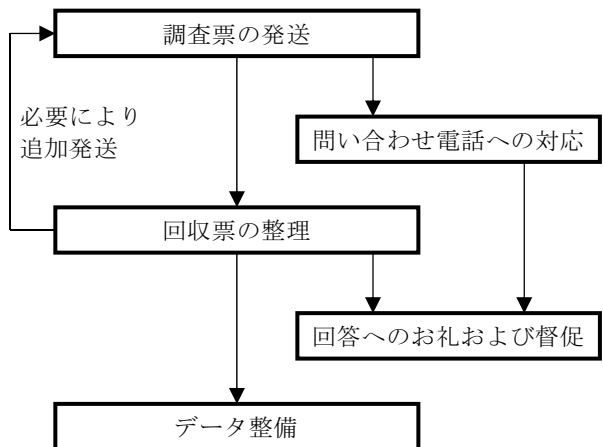 調査票の発送
必要により
追加発送
問い合わせ電話への対応
回収票の整理
回答へのお礼および督促
データ整備